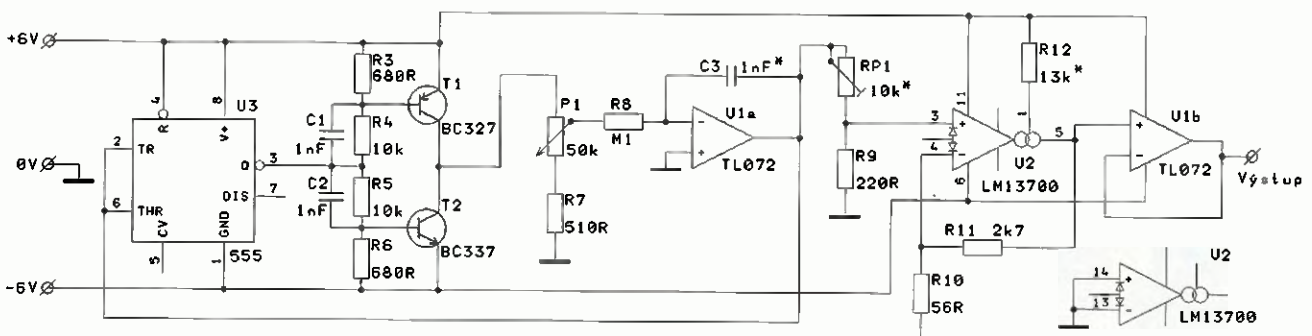 +6V
0V
-6V
4
8
U3
R
V+
2
TR
Q
3
DIS
7
6
THR
CV
GND
5
1
555
R3
680R
C1
1nF
R4
10k
C2
1nF
R5
10k
R6
680R
T1
BC327
T2
BC337
P1
50k
R7
510R
R8
M1
C3
1nF*
-
+
U1a
TL072
RP1
10k*
R9
220R
3
+
4
-
11
6
1
5
U2
LM13700
R12
13k*
R11
2k7
R10
56R
+
-
U1b
TL072
Výstup
14
+
13
-
U2
LM13700